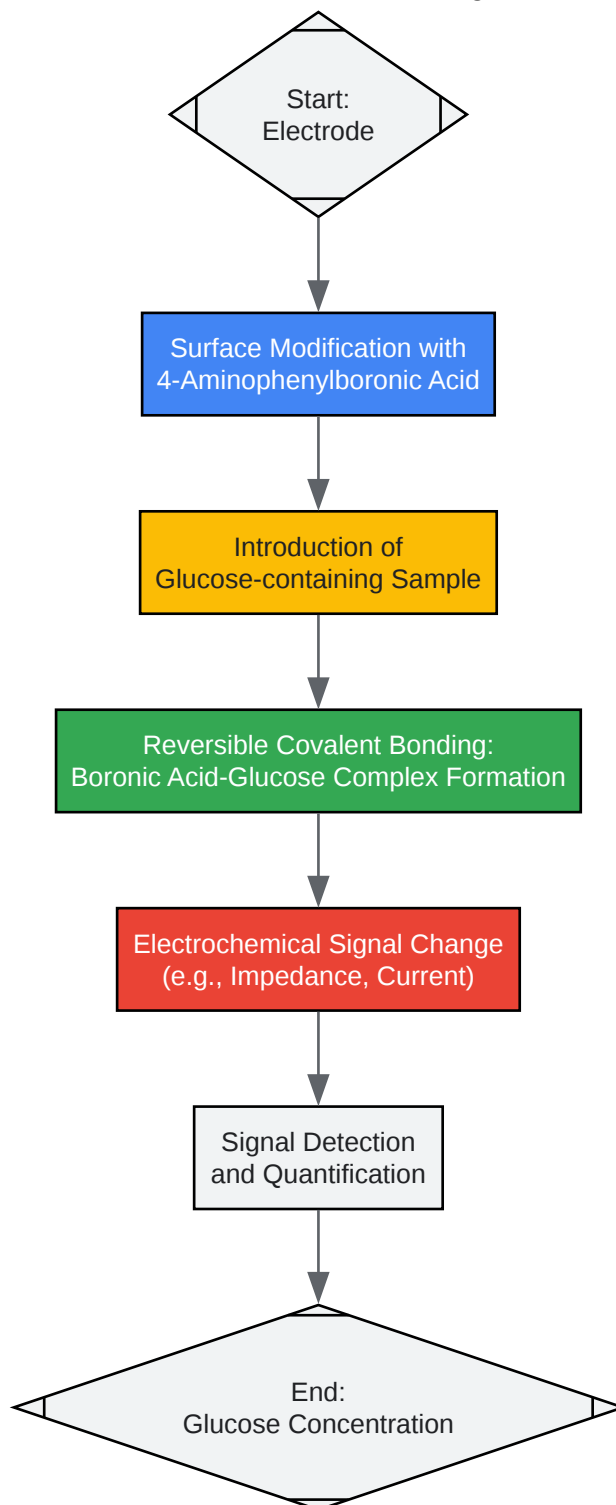 Start:
Electrode
Surface Modification with
4-Aminophenylboronic Acid
Introduction of
Glucose-containing Sample
Reversible Covalent Bonding:
Boronic Acid-Glucose Complex Formation
Electrochemical Signal Change
(e.g., Impedance, Current)
Signal Detection
and Quantification
End:
Glucose Concentration